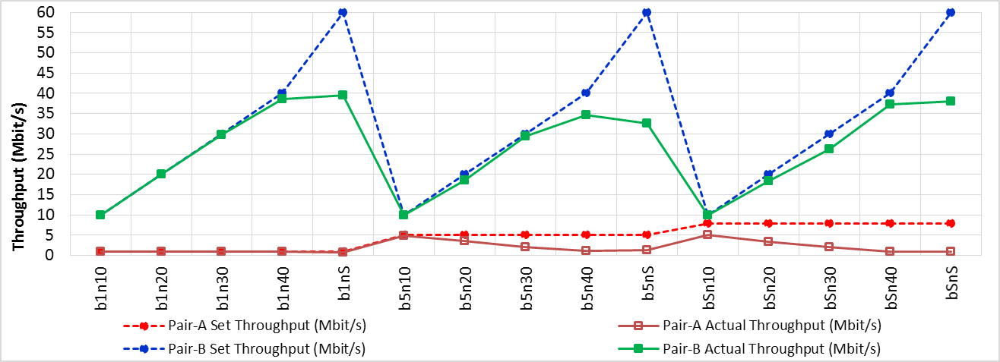 60
55
50
45
40
35
30
25
20
15
10
5
0
Throughput (Mbit/s)
b1n10
b1n20
b1n30
b1n40
b1nS
b5n10
b5n20
b5n30
b5n40
b5nS
bSn10
bSn20
bSn30
bSn40
bSnS
Pair-A Set Throughput (Mbit/s)
Pair-A Actual Throughput (Mbit/s)
Pair-B Set Throughput (Mbit/s)
Pair-B Actual Throughput (Mbit/s)